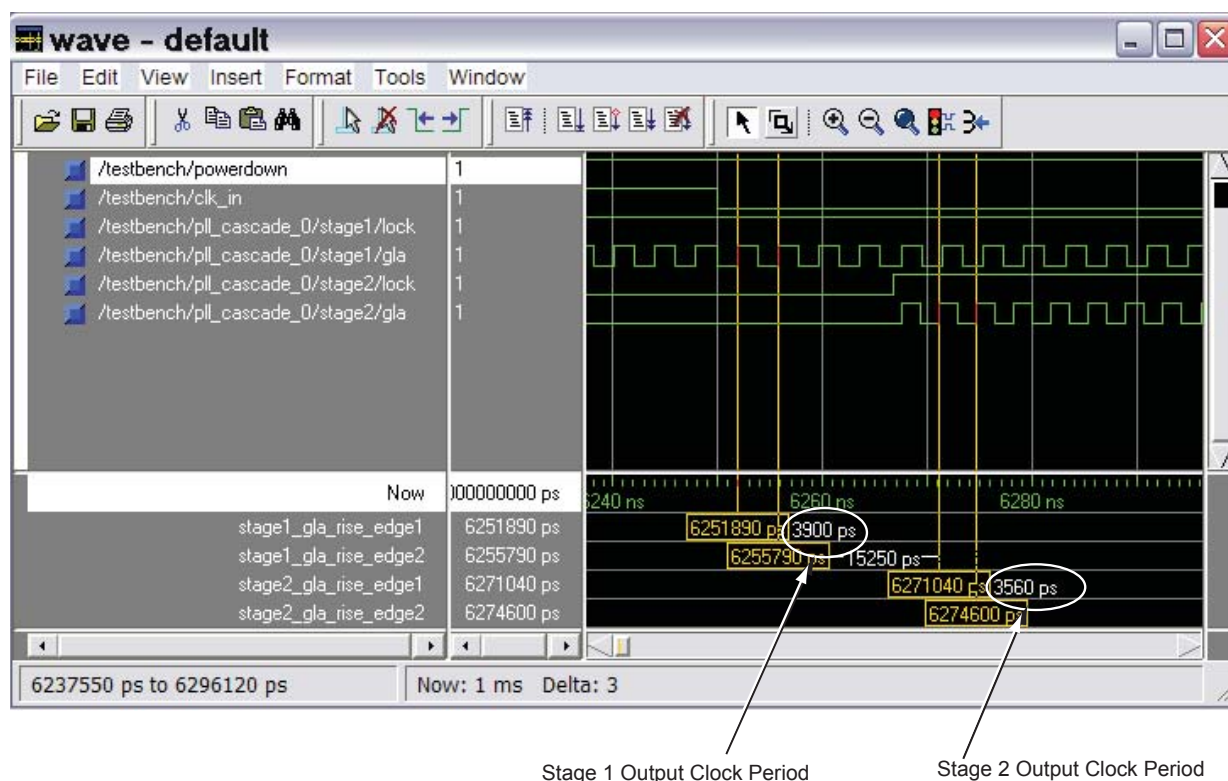 wave - default
File Edit View Insert Format Tools Window
/testbench/powerdown 1
/testbench/clk_in 1
/testbench/pll_cascade_0/stage1/lock 1
/testbench/pll_cascade_0/stage1/gla 1
/testbench/pll_cascade_0/stage2/lock 1
/testbench/pll_cascade_0/stage2/gla 1
Now 000000000 ps 6240 ns 6260 ns 6280 ns
stage1_gla_rise_edge1 6251890 ps 6251890 ps 3900 ps
stage1_gla_rise_edge2 6255790 ps 6255790 ps 15250 ps
stage2_gla_rise_edge1 6271040 ps 6271040 ps 3560 ps
stage2_gla_rise_edge2 6274600 ps 6274600 ps
6237550 ps to 6296120 ps Now: 1 ms Delta: 3
Stage 1 Output Clock Period Stage 2 Output Clock Period